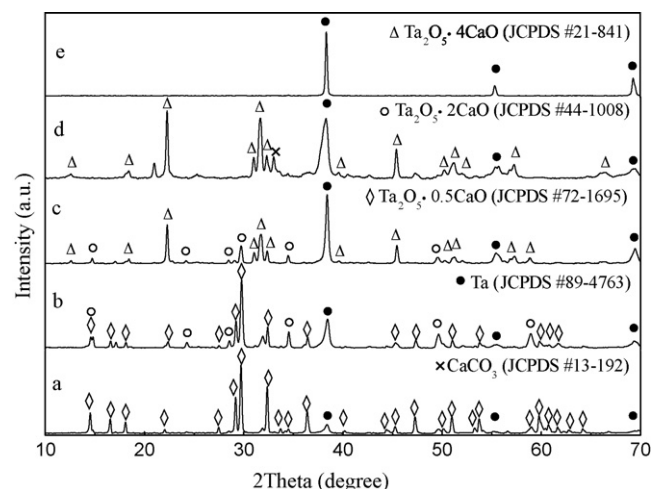 e
Δ Ta₂O₅· 4CaO (JCPDS #21-841)
d
○ Ta₂O₅· 2CaO (JCPDS #44-1008)
c
◊ Ta₂O₅· 0.5CaO (JCPDS #72-1695)
b
● Ta (JCPDS #89-4763)
a
×CaCO₃ (JCPDS #13-192)
Intensity (a.u.)
10 20 30 40 50 60 70
2Theta (degree)